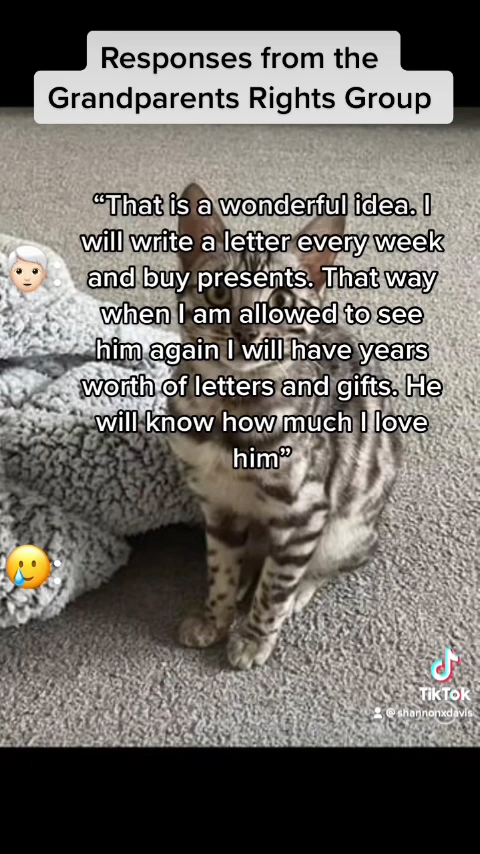 Responses from the
Grandparents Rights Group
“That is a wonderful idea. I
will write a letter every week
and buy presents. That way
when I am allowed to see
him again I will have years
worth of letters and gifts. He
will know how much I love
him”
TikTok
@shannonxdavis